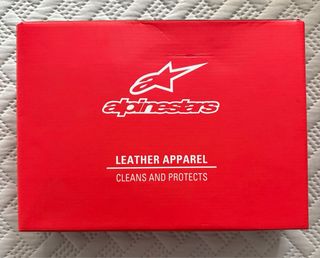 alpinestars
LEATHER APPAREL
CLEANS AND PROTECTS